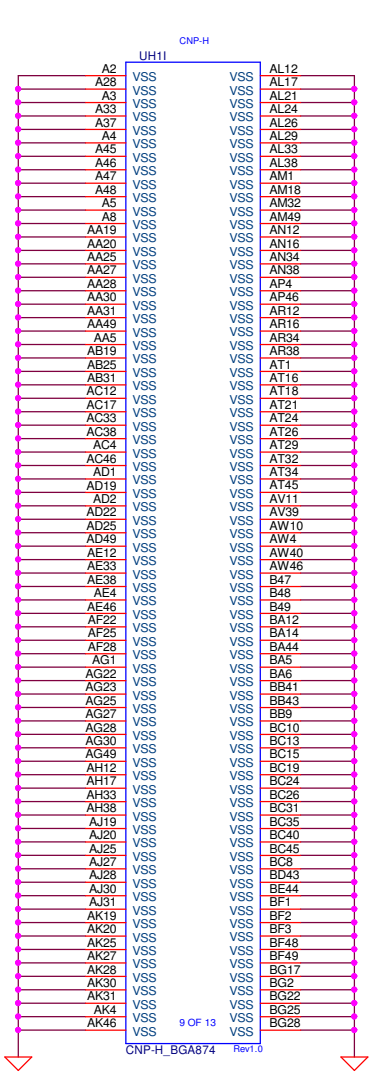 CNP-H
UH1I
A2 VSS VSS AL12
A28 VSS VSS AL17
A3 VSS VSS AL21
A33 VSS VSS AL24
A37 VSS VSS AL26
A4 VSS VSS AL29
A45 VSS VSS AL33
A46 VSS VSS AL38
A47 VSS VSS AM1
A48 VSS VSS AM18
A5 VSS VSS AM32
A8 VSS VSS AM49
AA19 VSS VSS AN12
AA20 VSS VSS AN16
AA25 VSS VSS AN34
AA27 VSS VSS AN38
AA28 VSS VSS AP4
AA30 VSS VSS AP46
AA31 VSS VSS AR12
AA49 VSS VSS AR16
AA5 VSS VSS AR34
AB19 VSS VSS AR38
AB25 VSS VSS AT1
AB31 VSS VSS AT16
AC12 VSS VSS AT18
AC17 VSS VSS AT21
AC33 VSS VSS AT24
AC38 VSS VSS AT26
AC4 VSS VSS AT29
AC46 VSS VSS AT32
AD1 VSS VSS AT34
AD19 VSS VSS AT45
AD2 VSS VSS AV11
AD22 VSS VSS AV39
AD25 VSS VSS AW10
AD49 VSS VSS AW4
AE12 VSS VSS AW40
AE33 VSS VSS AW46
AE38 VSS VSS B47
AE4 VSS VSS B48
AE46 VSS VSS B49
AF22 VSS VSS BA12
AF25 VSS VSS BA14
AF28 VSS VSS BA44
AG1 VSS VSS BA5
AG22 VSS VSS BA6
AG23 VSS VSS BB41
AG25 VSS VSS BB43
AG27 VSS VSS BB9
AG28 VSS VSS BC10
AG30 VSS VSS BC13
AG49 VSS VSS BC15
AH12 VSS VSS BC19
AH17 VSS VSS BC24
AH33 VSS VSS BC26
AH38 VSS VSS BC31
AJ19 VSS VSS BC35
AJ20 VSS VSS BC40
AJ25 VSS VSS BC45
AJ27 VSS VSS BC8
AJ28 VSS VSS BD43
AJ30 VSS VSS BE44
AJ31 VSS VSS BF1
AK19 VSS VSS BF2
AK20 VSS VSS BF3
AK25 VSS VSS BF48
AK27 VSS VSS BF49
AK28 VSS VSS BG17
AK30 VSS VSS BG2
AK31 VSS VSS BG22
AK4 VSS VSS BG25
AK46 VSS 9 OF 13 VSS BG28
CNP-H_BGA874 Rev1.0